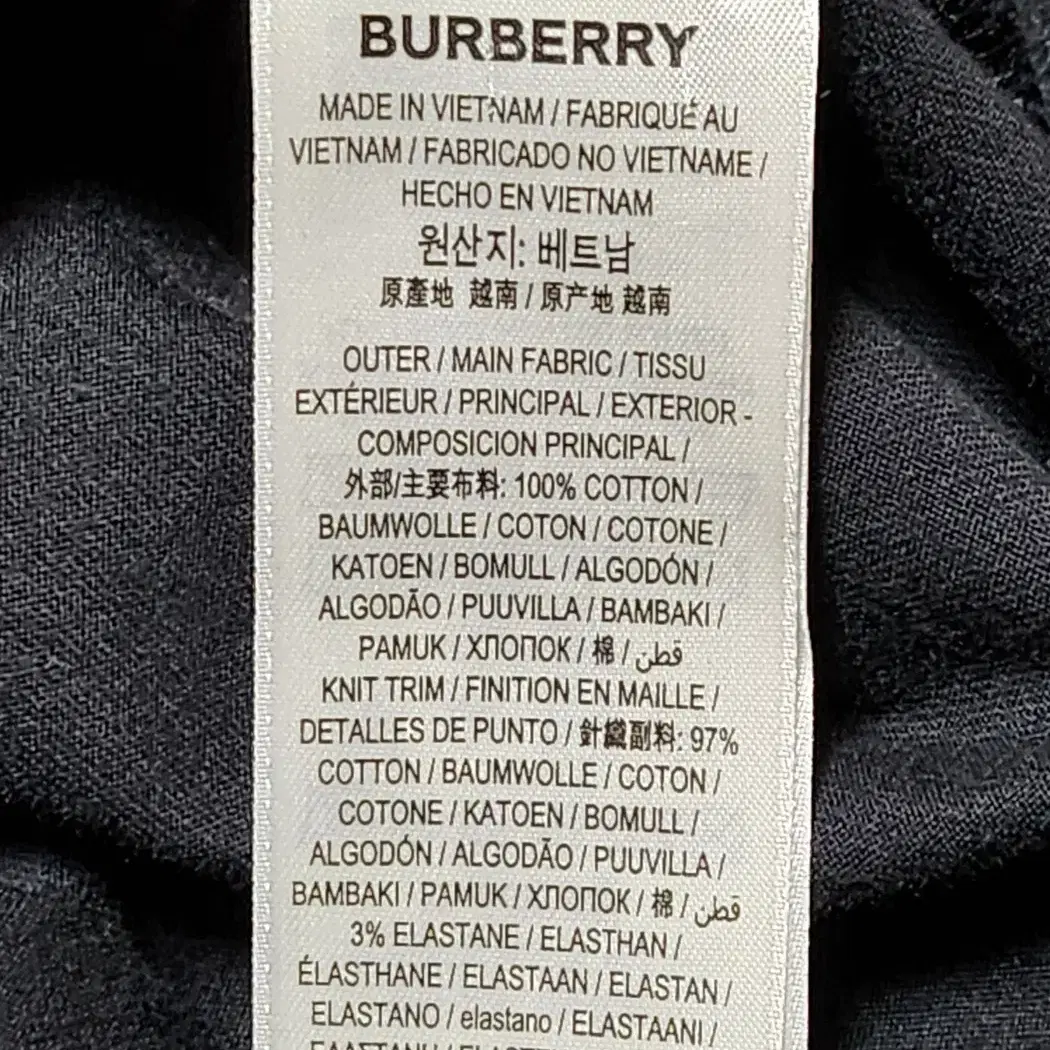 BURBERRY
MADE IN VIETNAM / FABRIQUÉ AU
VIETNAM / FABRICADO NO VIETNAME /
HECHO EN VIETNAM
원산지: 베트남
原產地 越南 / 原产地 越南
OUTER / MAIN FABRIC / TISSU
EXTÉRIEUR / PRINCIPAL / EXTERIOR -
COMPOSICION PRINCIPAL /
外部/主要布料: 100% COTTON /
BAUMWOLLE / COTON / COTONE /
KATOEN / BOMULL / ALGODÓN /
ALGODÃO / PUUVILLA / BAMBAKI /
PAMUK / ХЛОПОК / 棉 / قطن
KNIT TRIM / FINITION EN MAILLE /
DETALLES DE PUNTO / 針織副料: 97%
COTTON / BAUMWOLLE / COTON /
COTONE / KATOEN / BOMULL /
ALGODÓN / ALGODÃO / PUUVILLA /
BAMBAKI / PAMUK / ХЛОПОК / 棉 / قطن
3% ELASTANE / ELASTHAN /
ÉLASTHANE / ELASTAAN / ELASTAN /
ELASTANO / elastano / ELASTAANI /